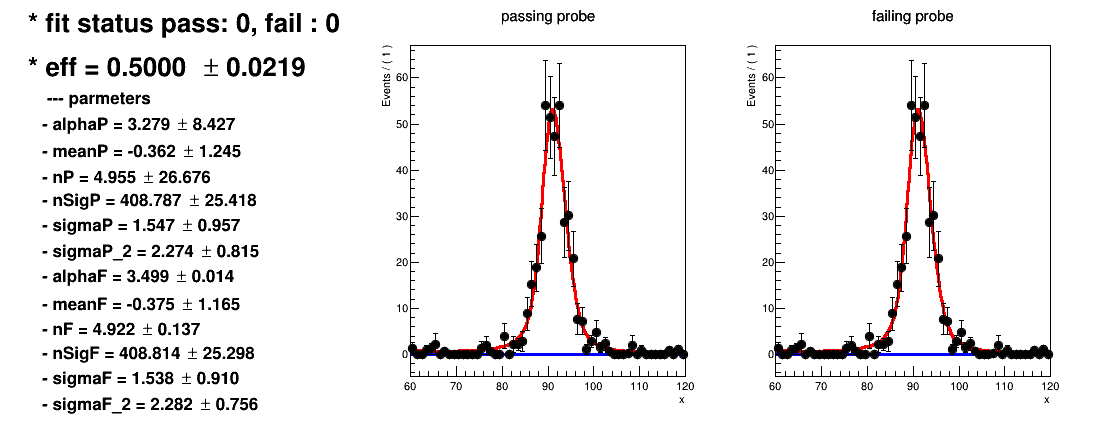 * fit status pass: 0, fail : 0
* eff = 0.5000 ± 0.0219
--- parmeters
- alphaP = 3.279 ± 8.427
- meanP = -0.362 ± 1.245
- nP = 4.955 ± 26.676
- nSigP = 408.787 ± 25.418
- sigmaP = 1.547 ± 0.957
- sigmaP_2 = 2.274 ± 0.815
- alphaF = 3.499 ± 0.014
- meanF = -0.375 ± 1.165
- nF = 4.922 ± 0.137
- nSigF = 408.814 ± 25.298
- sigmaF = 1.538 ± 0.910
- sigmaF_2 = 2.282 ± 0.756
passing probe
Events / ( 1 )
60
50
40
30
20
10
0
60 70 80 90 100 110 120
x
failing probe
Events / ( 1 )
60
50
40
30
20
10
0
60 70 80 90 100 110 120
x